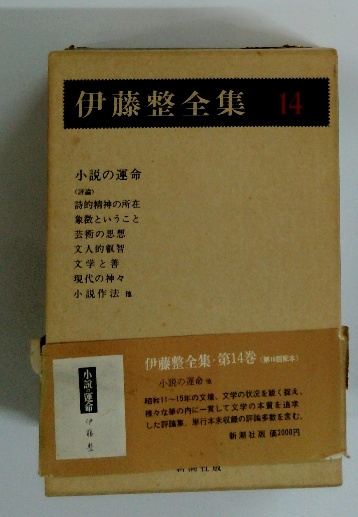 伊藤整全集 14
小説の運命
(評論)
詩的精神の所在
象徴ということ
芸術の思想
文人的叡智
文学と善
現代の神々
小説作法 他
伊藤整全集・第14巻 (第10回配本)
小説の運命 他
昭和11〜15年の文壇、文学の状況を鋭く捉え、
様々な筆の内に一貫して文学の本質を追求
した評論集。単行本未収録の評論多数を含む。
新潮社版 価2000円
小説の運命
伊藤整
新潮社版